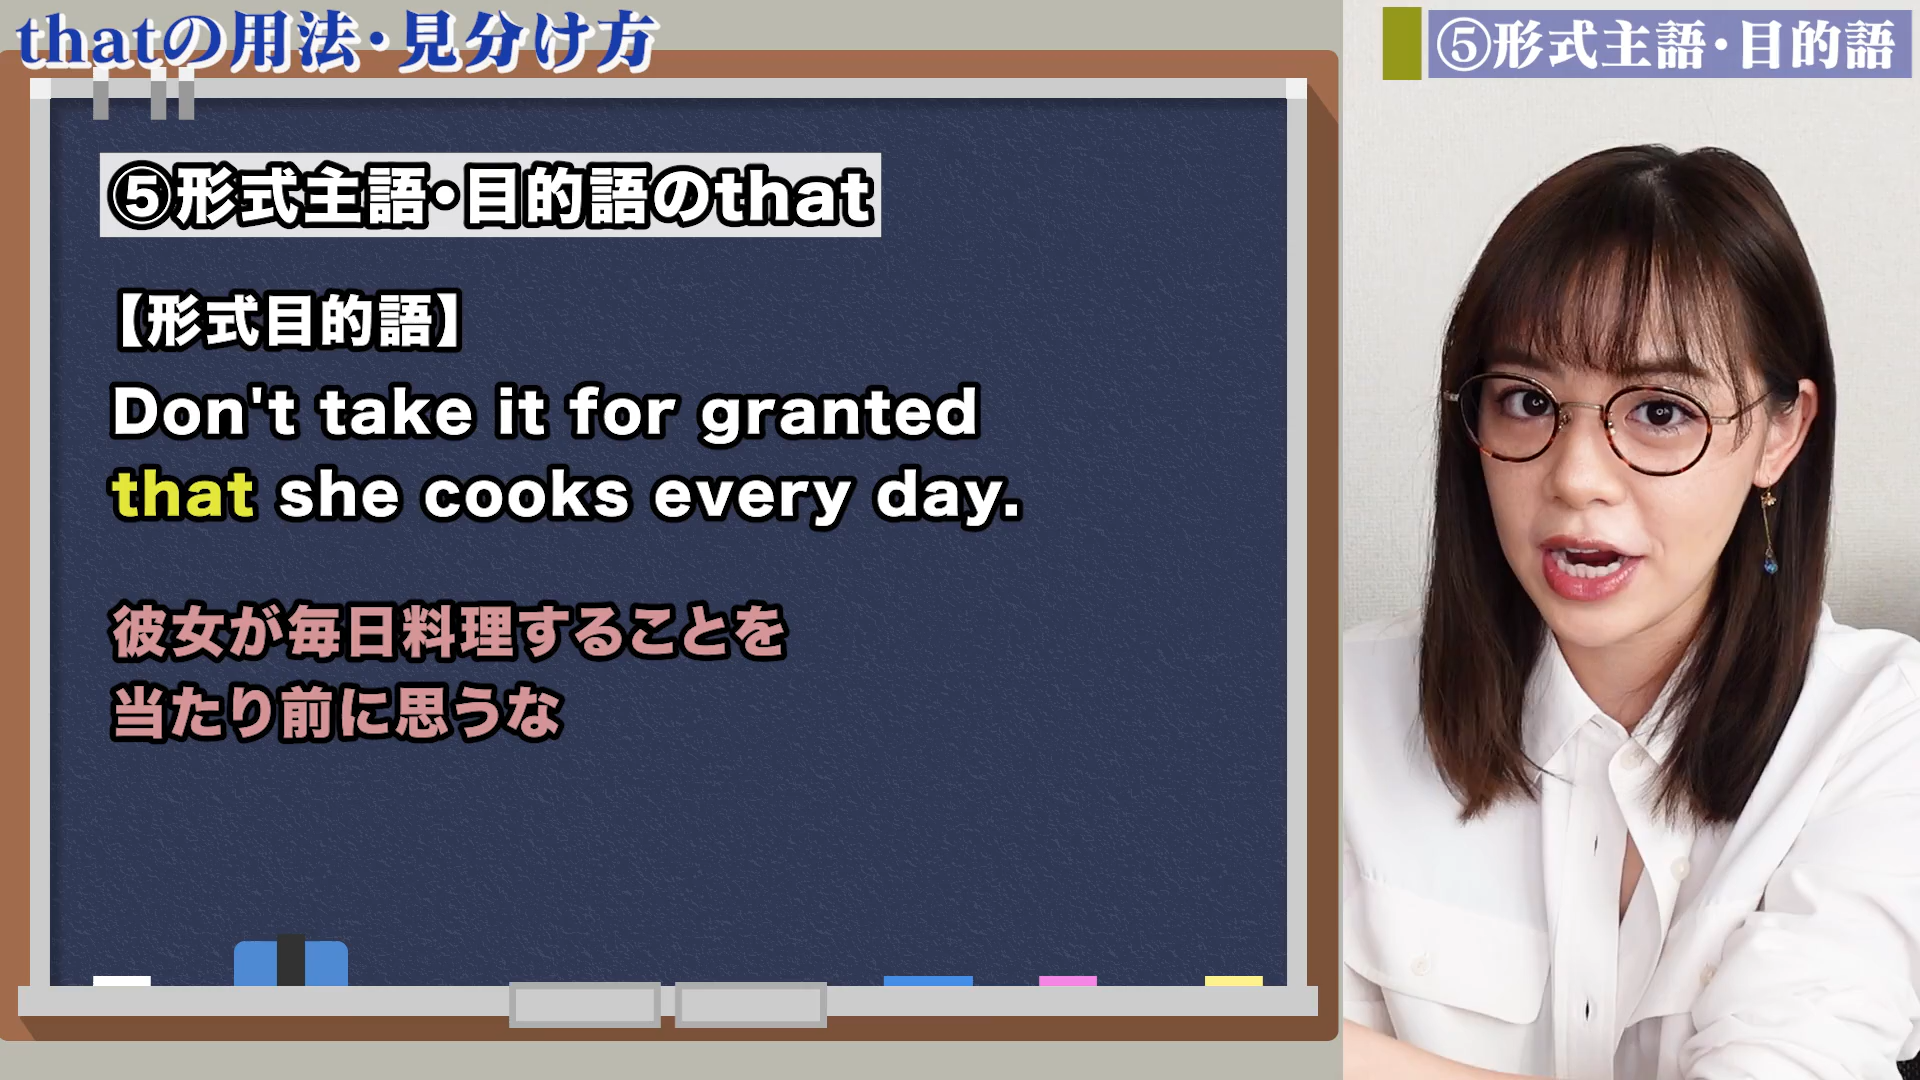 thatの用法・見分け方
⑤形式主語・目的語
⑤形式主語・目的語のthat
【形式目的語】
Don't take it for granted
that she cooks every day.
彼女が毎日料理することを
当たり前に思うな